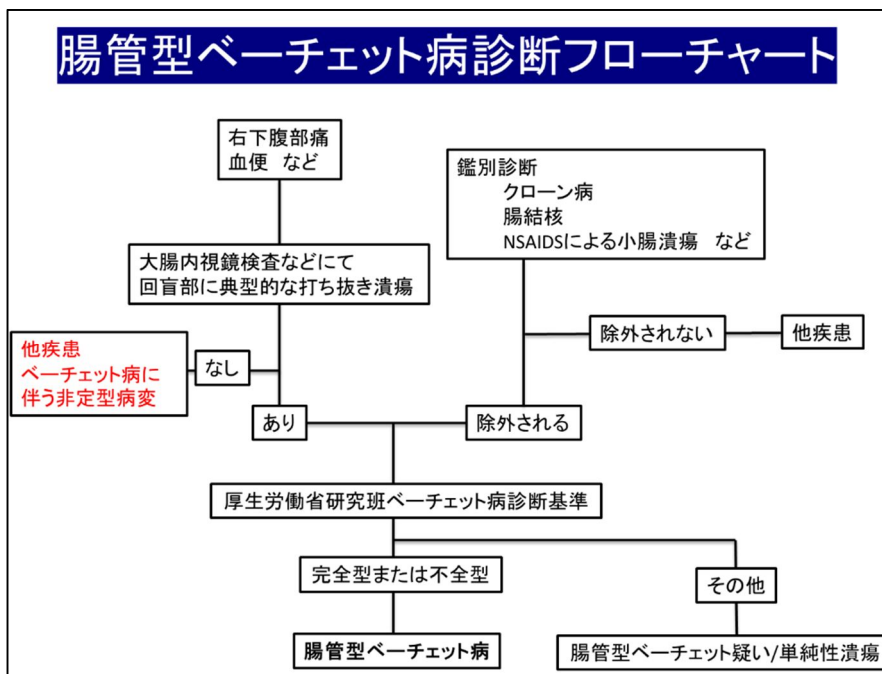 腸管型ベーチェット病診断フローチャート
右下腹部痛
血便 など
鑑別診断
クローン病
腸結核
NSAIDSによる小腸潰瘍 など
大腸内視鏡検査などにて
回盲部に典型的な打ち抜き潰瘍
除外されない
他疾患
他疾患
ベーチェット病に
伴う非定型病変
なし
あり
除外される
厚生労働省研究班ベーチェット病診断基準
完全型または不全型
その他
腸管型ベーチェット病
腸管型ベーチェット疑い/単純性潰瘍